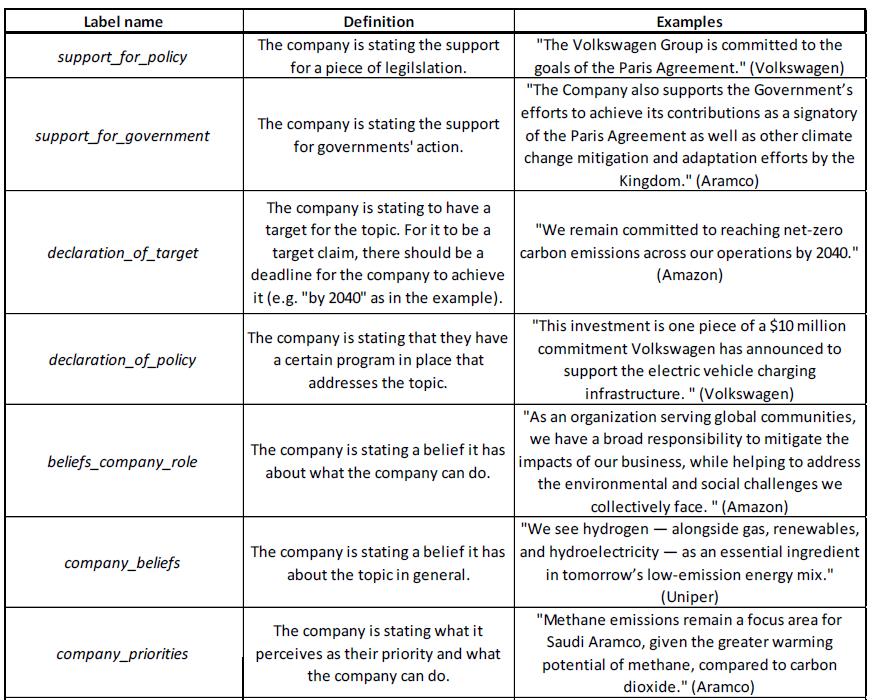 Label name Definition Examples
support_for_policy
The company is stating the support
for a piece of legilslation.
"The Volkswagen Group is committed to the
goals of the Paris Agreement." (Volkswagen)
support_for_government
The company is stating the support
for governments' action.
"The Company also supports the Government’s
efforts to achieve its contributions as a signatory
of the Paris Agreement as well as other climate
change mitigation and adaptation efforts by the
Kingdom." (Aramco)
declaration_of_target
The company is stating to have a
target for the topic. For it to be a
target claim, there should be a
deadline for the company to achieve
it (e.g. "by 2040" as in the example).
"We remain committed to reaching net-zero
carbon emissions across our operations by 2040."
(Amazon)
declaration_of_policy
The company is stating that they have
a certain program in place that
addresses the topic.
"This investment is one piece of a $10 million
commitment Volkswagen has announced to
support the electric vehicle charging
infrastructure. " (Volkswagen)
beliefs_company_role
The company is stating a belief it has
about what the company can do.
"As an organization serving global communities,
we have a broad responsibility to mitigate the
impacts of our business, while helping to address
the environmental and social challenges we
collectively face. " (Amazon)
company_beliefs
The company is stating a belief it has
about the topic in general.
"We see hydrogen — alongside gas, renewables,
and hydroelectricity — as an essential ingredient
in tomorrow’s low-emission energy mix."
(Uniper)
company_priorities
The company is stating what it
perceives as their priority and what
the company can do.
"Methane emissions remain a focus area for
Saudi Aramco, given the greater warming
potential of methane, compared to carbon
dioxide." (Aramco)